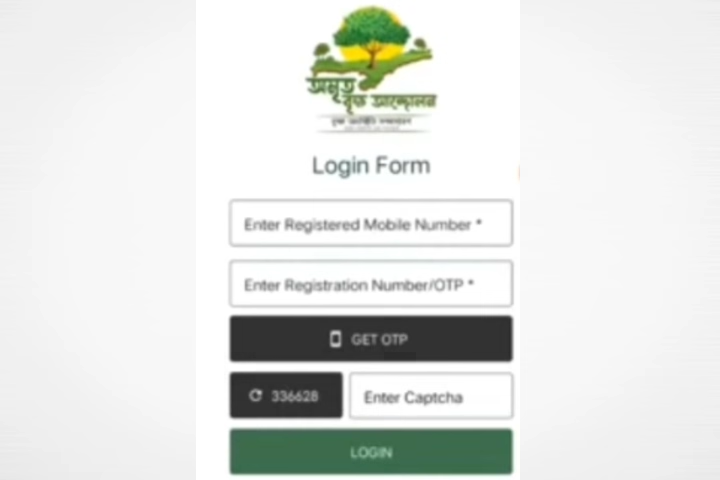 অমৃত
বৃক্ষ আন্দোলন
Login Form
Enter Registered Mobile Number *
Enter Registration Number/OTP *
GET OTP
336628
Enter Captcha
LOGIN